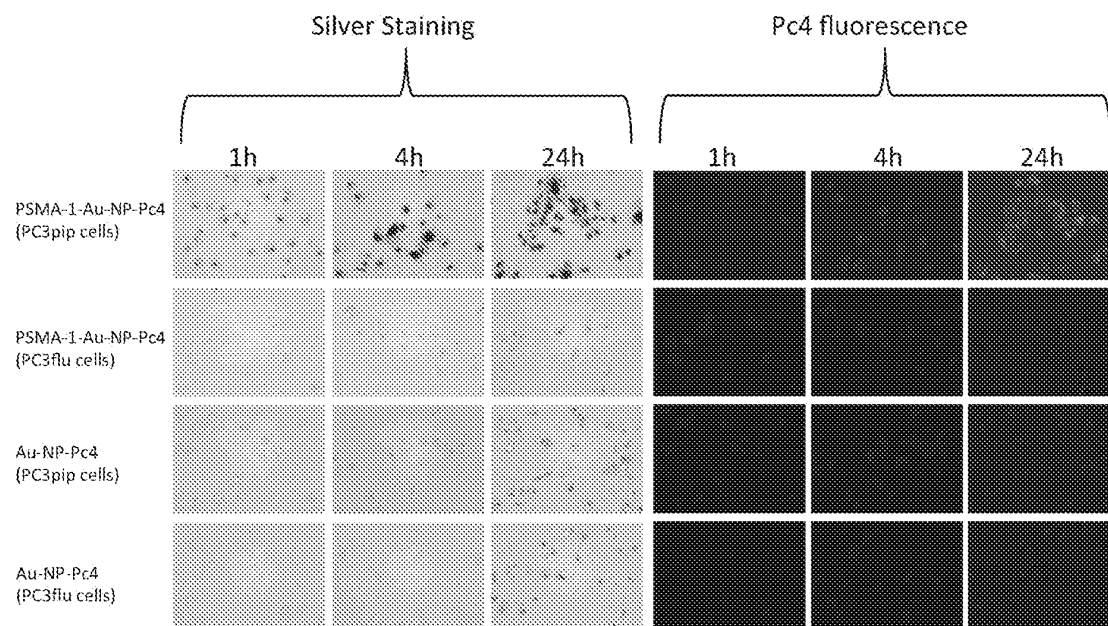 Silver Staining
Pc4 fluorescence
1h
4h
24h
1h
4h
24h
PSMA-1-Au-NP-Pc4
(PC3pip cells)
PSMA-1-Au-NP-Pc4
(PC3flu cells)
Au-NP-Pc4
(PC3pip cells)
Au-NP-Pc4
(PC3flu cells)